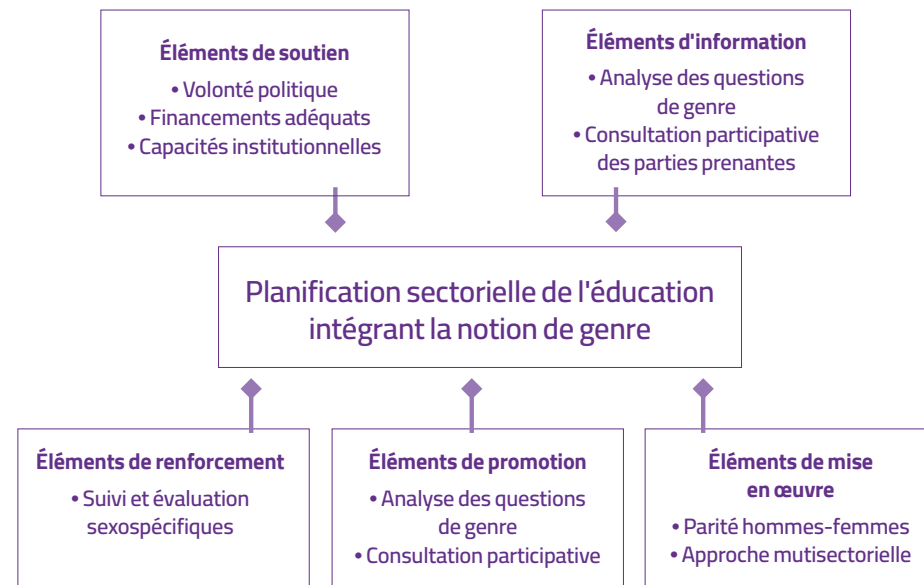 Éléments de soutien
• Volonté politique
• Financements adéquats
• Capacités institutionnelles
Éléments d'information
• Analyse des questions
de genre
• Consultation participative
des parties prenantes
Planification sectorielle de l'éducation
intégrant la notion de genre
Éléments de renforcement
• Suivi et évaluation
sexospécifiques
Éléments de promotion
• Analyse des questions
de genre
• Consultation participative
Éléments de mise
en œuvre
• Parité hommes-femmes
• Approche mutisectorielle